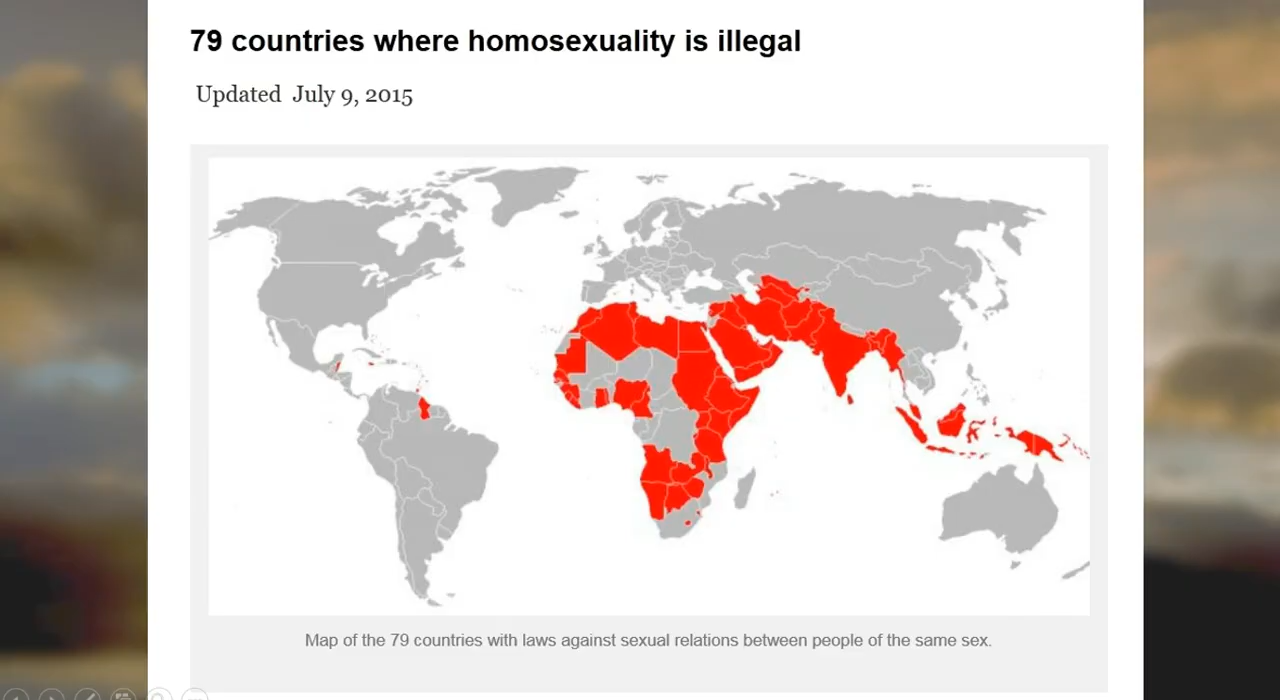 79 countries where homosexuality is illegal
Updated July 9, 2015
Map of the 79 countries with laws against sexual relations between people of the same sex.